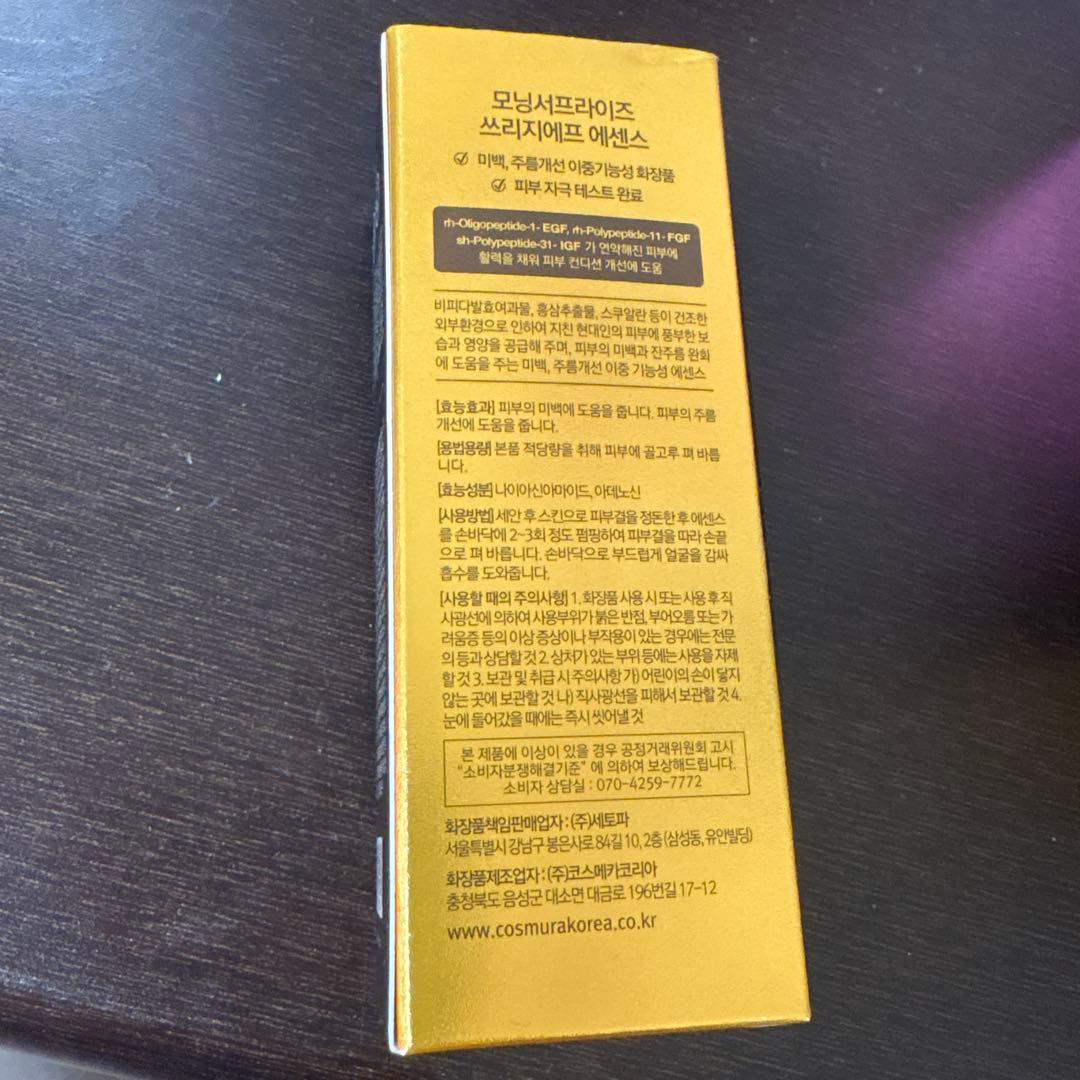 모닝서프라이즈
쓰리지에프 에센스
미백, 주름개선 이중기능성 화장품
피부 자극 테스트 완료
rh-Oligopeptide-1- EGF, rh-Polypeptide-11- FGF
sh-Polypeptide-31- IGF 가 연약해진 피부에
활력을 채워 피부 컨디션 개선에 도움
비피다발효여과물, 홍삼추출물, 스쿠알란 등이 건조한
외부환경으로 인하여 지친 현대인의 피부에 풍부한 보
습과 영양을 공급해 주며, 피부의 미백과 잔주름 완화
에 도움을 주는 미백, 주름개선 이중 기능성 에센스
[효능효과] 피부의 미백에 도움을 줍니다. 피부의 주름
개선에 도움을 줍니다.
[용법용량] 본품 적당량을 취해 피부에 골고루 펴 바릅
니다.
[효능성분] 나이아신아마이드, 아데노신
[사용방법] 세안 후 스킨으로 피부결을 정돈한 후 에센스
를 손바닥에 2~3회 정도 펌핑하여 피부결을 따라 손끝
으로 펴 바릅니다. 손바닥으로 부드럽게 얼굴을 감싸
흡수를 도와줍니다.
[사용할 때의 주의사항] 1. 화장품 사용 시 또는 사용 후 직
사광선에 의하여 사용부위가 붉은 반점, 부어오름 또는 가
려움증 등의 이상 증상이나 부작용이 있는 경우에는 전문
의 등과 상담할 것 2. 상처가 있는 부위 등에는 사용을 자제
할 것 3. 보관 및 취급 시 주의사항 가) 어린이의 손이 닿지
않는 곳에 보관할 것 나) 직사광선을 피해서 보관할 것 4.
눈에 들어갔을 때에는 즉시 씻어낼 것
본 제품에 이상이 있을 경우 공정거래위원회 고시
"소비자분쟁해결기준" 에 의하여 보상해드립니다.
소비자 상담실 : 070-4259-7772
화장품책임판매업자 : (주)세토파
서울특별시 강남구 봉은사로 84길 10, 2층 (삼성동, 유안빌딩)
화장품제조업자 : (주)코스메카코리아
충청북도 음성군 대소면 대금로 196번길 17-12
www.cosmurakorea.co.kr